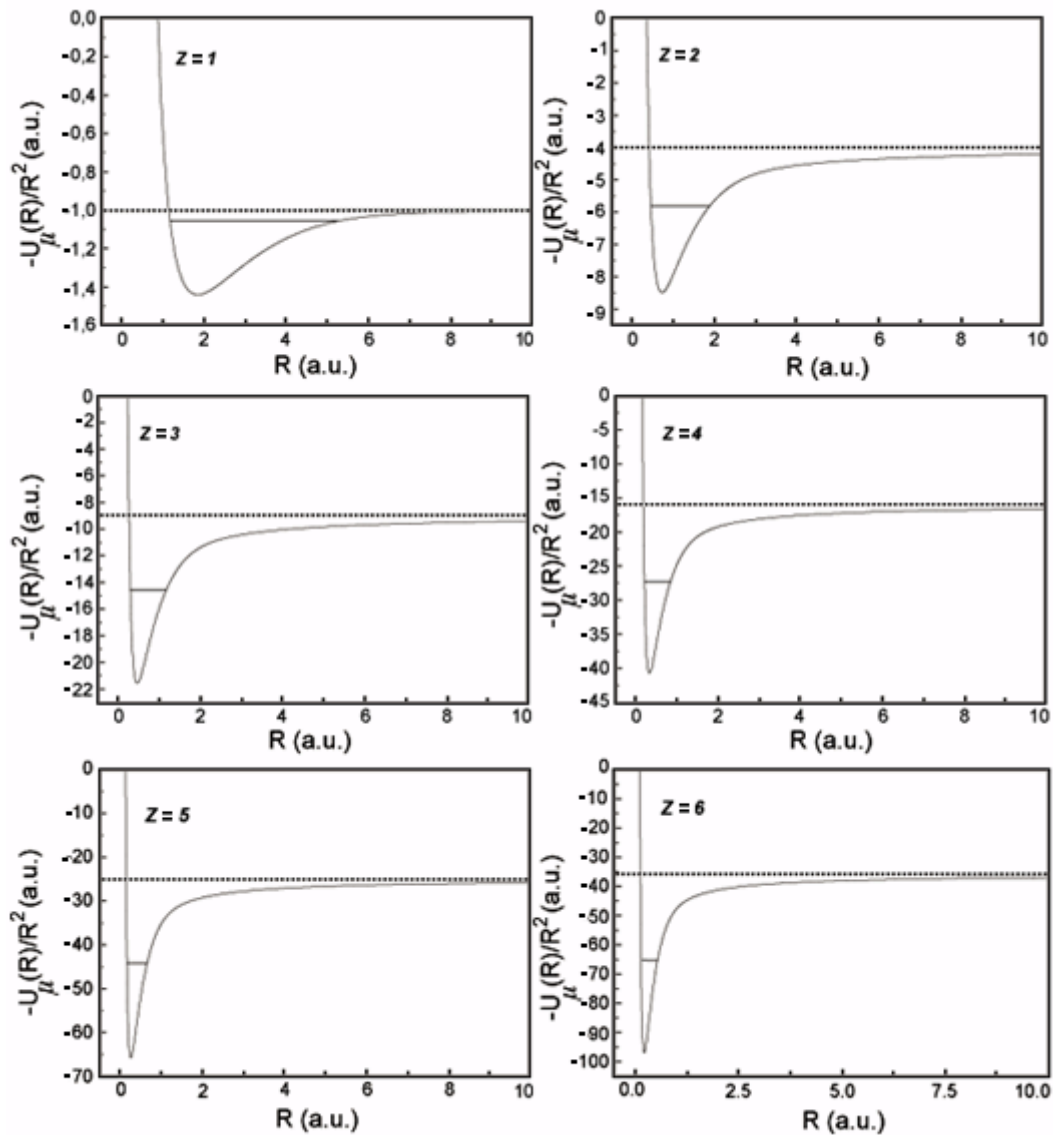 0,0
-0,2
-0,4
-0,6
-0,8
-1,0
-1,2
-1,4
-1,6
-U_μ(R)/R² (a.u.)
Z = 1
0 2 4 6 8 10
R (a.u.)
0
-1
-2
-3
-4
-5
-6
-7
-8
-9
-U_μ(R)/R² (a.u.)
Z = 2
0 2 4 6 8 10
R (a.u.)
0
-2
-4
-6
-8
-10
-12
-14
-16
-18
-20
-22
-U_μ(R)/R² (a.u.)
Z = 3
0 2 4 6 8 10
R (a.u.)
0
-5
-10
-15
-20
-25
-30
-35
-40
-45
-U_μ(R)/R² (a.u.)
Z = 4
0 2 4 6 8 10
R (a.u.)
0
-10
-20
-30
-40
-50
-60
-70
-U_μ(R)/R² (a.u.)
Z = 5
0 2 4 6 8 10
R (a.u.)
0
-10
-20
-30
-40
-50
-60
-70
-80
-90
-100
-U_μ(R)/R² (a.u.)
Z = 6
0.0 2.5 5.0 7.5 10.0
R (a.u.)